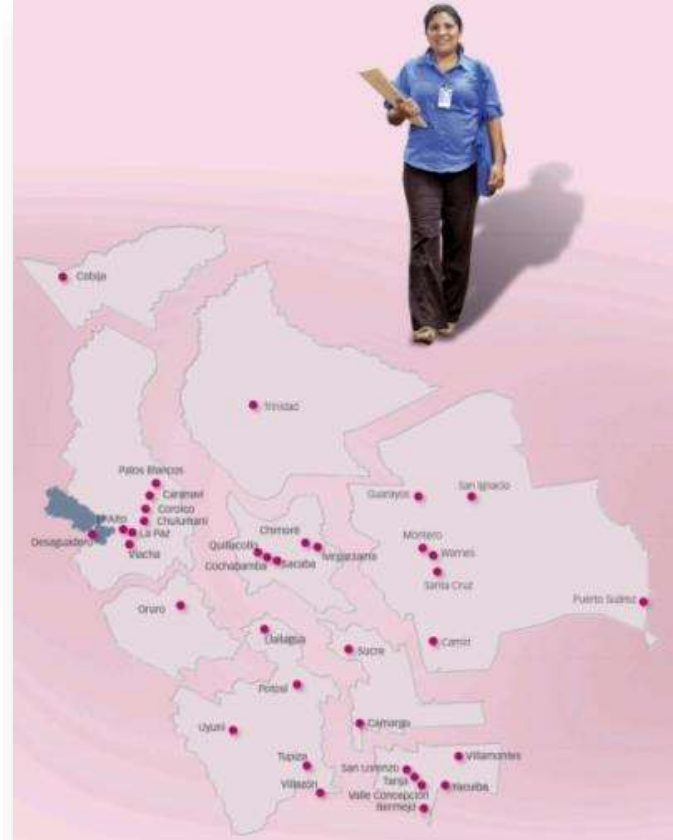 Cobija
Trinidad
Palos Blancos
Caranavi
Coroico
Chulumani
El Alto
La Paz
Desaguadero
Viacha
Guarayos
San Ignacio
Chimoré
Ivirgarzama
Quillacollo
Cochabamba
Sacaba
Montero
Warnes
Santa Cruz
Puerto Suárez
Oruro
Llallagua
Sucre
Camiri
Potosí
Uyuni
Camargo
Tupiza
Villazón
San Lorenzo
Tarija
Valle Concepción
Bermejo
Villamontes
Yacuiba